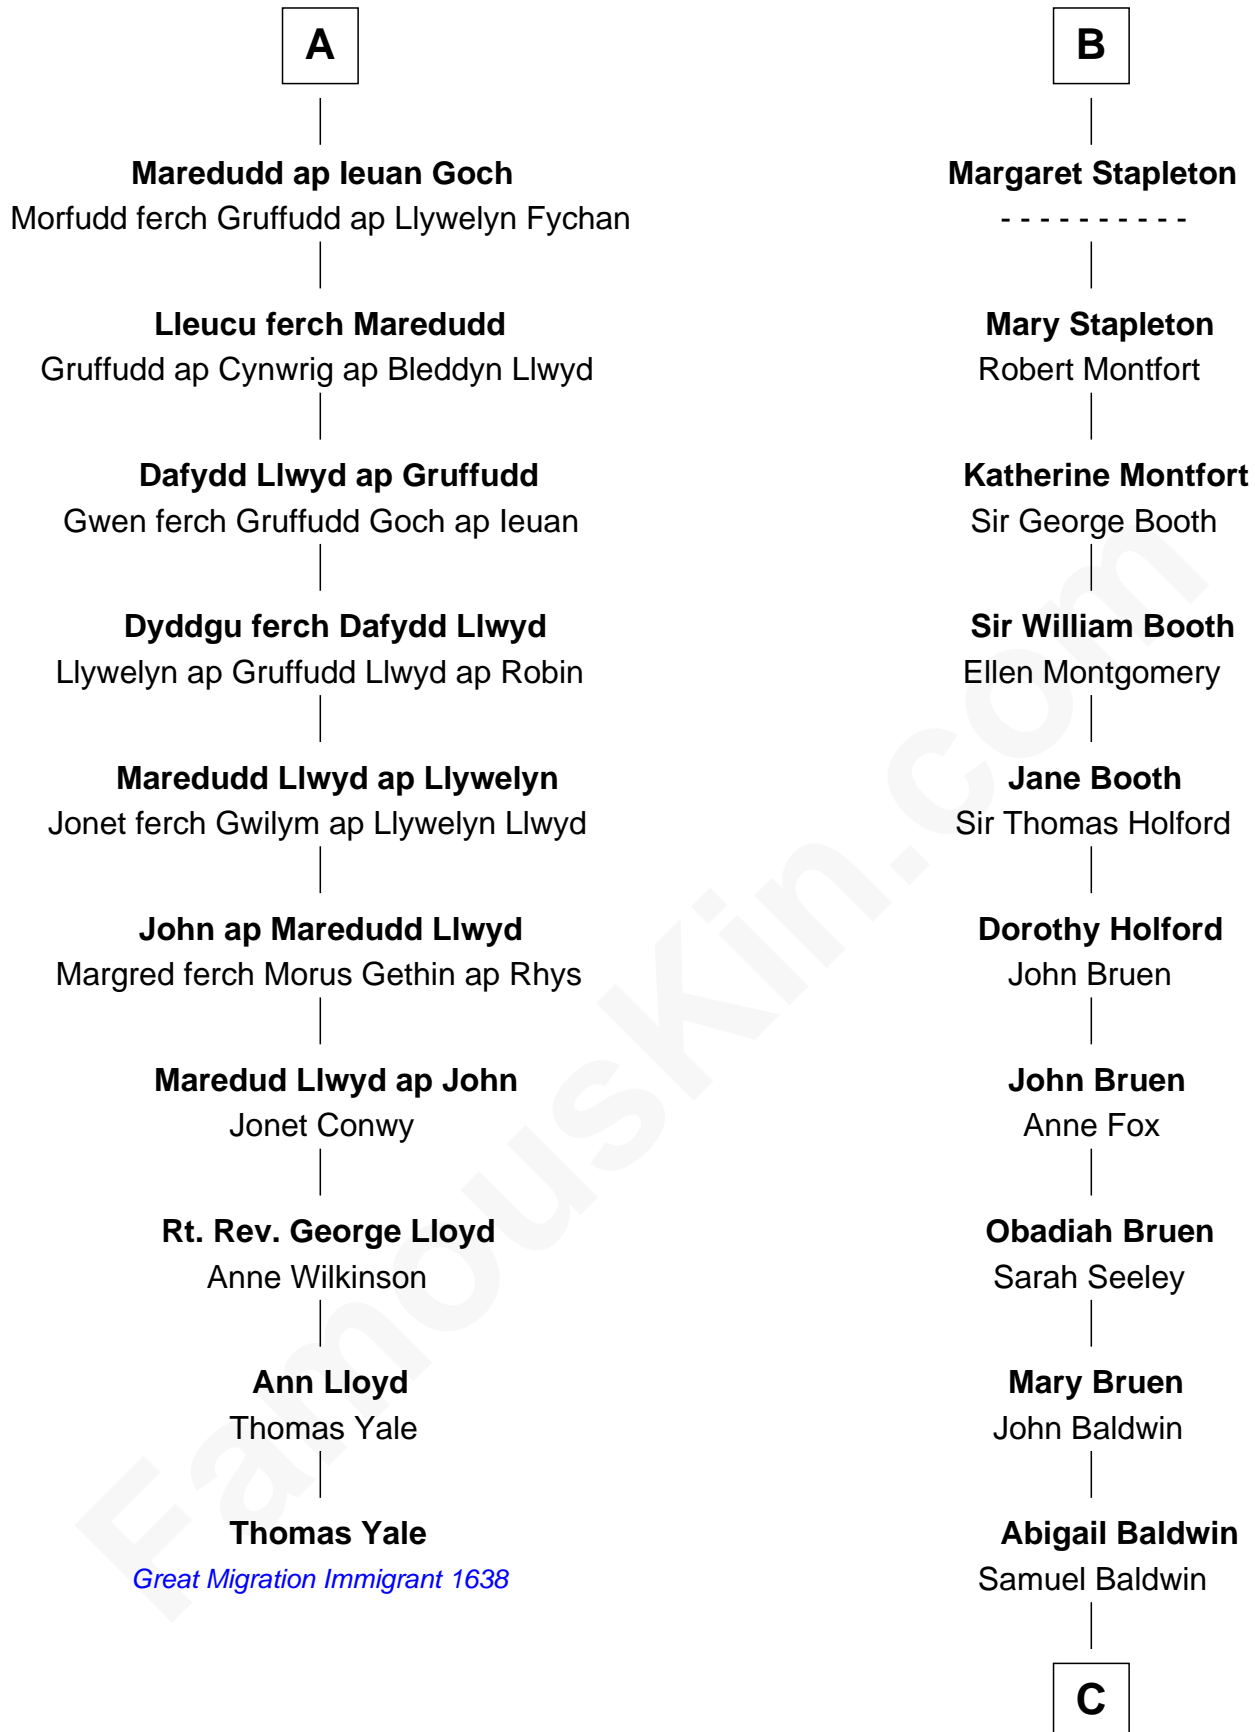 A
Maredudd ap Ieuan Goch
Morfudd ferch Gruffudd ap Llywelyn Fychan
Lleucu ferch Maredudd
Gruffudd ap Cynwrig ap Bleddyn Llwyd
Dafydd Llwyd ap Gruffudd
Gwen ferch Gruffudd Goch ap Ieuan
Dyddgu ferch Dafydd Llwyd
Llywelyn ap Gruffudd Llwyd ap Robin
Maredudd Llwyd ap Llywelyn
Jonet ferch Gwilym ap Llywelyn Llwyd
John ap Maredudd Llwyd
Margred ferch Morus Gethin ap Rhys
Maredud Llwyd ap John
Jonet Conwy
Rt. Rev. George Lloyd
Anne Wilkinson
Ann Lloyd
Thomas Yale
Thomas Yale
Great Migration Immigrant 1638
B
Margaret Stapleton
- - - - - - - - - -
Mary Stapleton
Robert Montfort
Katherine Montfort
Sir George Booth
Sir William Booth
Ellen Montgomery
Jane Booth
Sir Thomas Holford
Dorothy Holford
John Bruen
John Bruen
Anne Fox
Obadiah Bruen
Sarah Seeley
Mary Bruen
John Baldwin
Abigail Baldwin
Samuel Baldwin
C
FamousKin.com